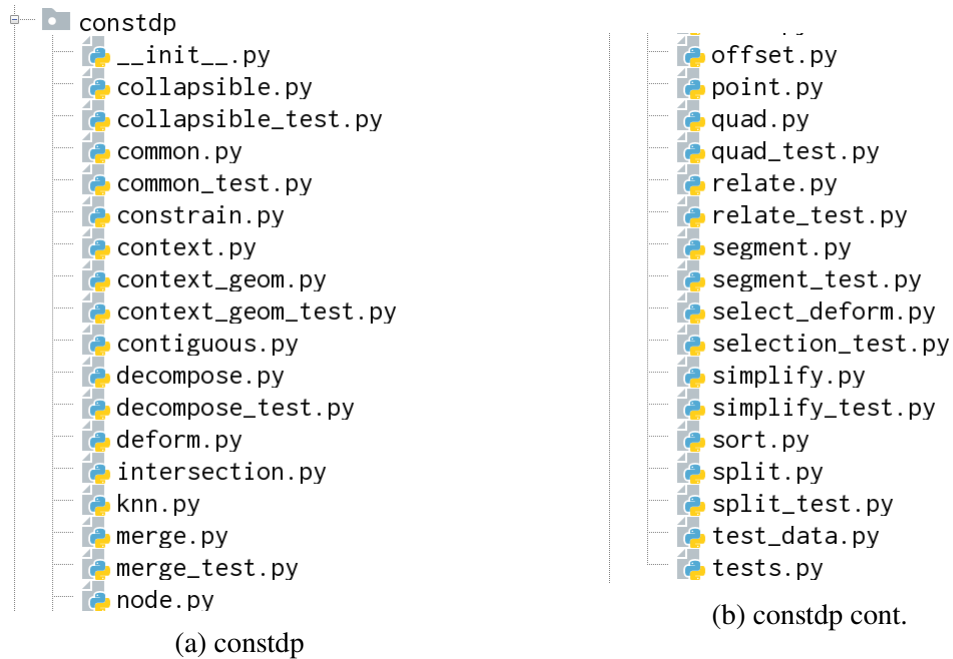 constdp
__init__.py
collapsible.py
collapsible_test.py
common.py
common_test.py
constrain.py
context.py
context_geom.py
context_geom_test.py
contiguous.py
decompose.py
decompose_test.py
deform.py
intersection.py
knn.py
merge.py
merge_test.py
node.py
(a) constdp
offset.py
point.py
quad.py
quad_test.py
relate.py
relate_test.py
segment.py
segment_test.py
select_deform.py
selection_test.py
simplify.py
simplify_test.py
sort.py
split.py
split_test.py
test_data.py
tests.py
(b) constdp cont.